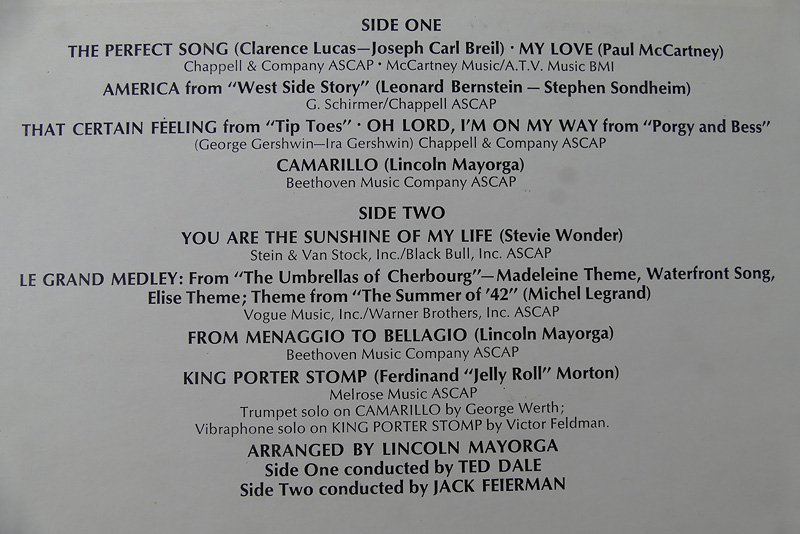 SIDE ONE
THE PERFECT SONG (Clarence Lucas—Joseph Carl Breil) · MY LOVE (Paul McCartney)
Chappell & Company ASCAP · McCartney Music/A.T.V. Music BMI
AMERICA from “West Side Story” (Leonard Bernstein — Stephen Sondheim)
G. Schirmer/Chappell ASCAP
THAT CERTAIN FEELING from “Tip Toes” · OH LORD, I’M ON MY WAY from “Porgy and Bess”
(George Gershwin—Ira Gershwin) Chappell & Company ASCAP
CAMARILLO (Lincoln Mayorga)
Beethoven Music Company ASCAP
SIDE TWO
YOU ARE THE SUNSHINE OF MY LIFE (Stevie Wonder)
Stein & Van Stock, Inc./Black Bull, Inc. ASCAP
LE GRAND MEDLEY: From “The Umbrellas of Cherbourg”—Madeleine Theme, Waterfront Song,
Elise Theme; Theme from “The Summer of ’42” (Michel Legrand)
Vogue Music, Inc./Warner Brothers, Inc. ASCAP
FROM MENAGGIO TO BELLAGIO (Lincoln Mayorga)
Beethoven Music Company ASCAP
KING PORTER STOMP (Ferdinand “Jelly Roll” Morton)
Melrose Music ASCAP
Trumpet solo on CAMARILLO by George Werth;
Vibraphone solo on KING PORTER STOMP by Victor Feldman.
ARRANGED BY LINCOLN MAYORGA
Side One conducted by TED DALE
Side Two conducted by JACK FEIERMAN